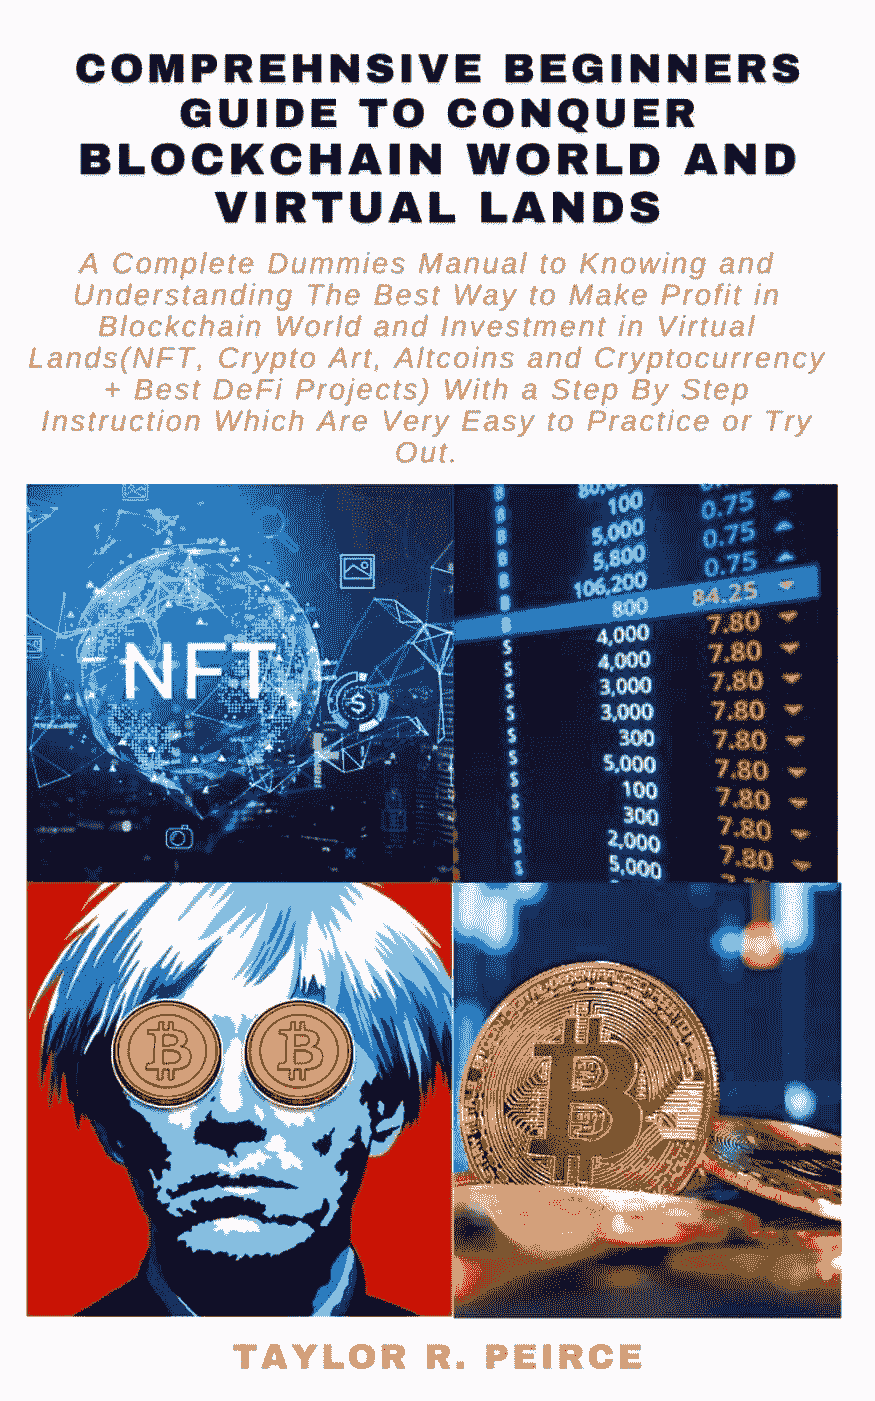 COMPREHNSIVE BEGINNERS
GUIDE TO CONQUER
BLOCKCHAIN WORLD AND
VIRTUAL LANDS
A Complete Dummies Manual to Knowing and
Understanding The Best Way to Make Profit in
Blockchain World and Investment in Virtual
Lands(NFT, Crypto Art, Altcoins and Cryptocurrency
+ Best DeFi Projects) With a Step By Step
Instruction Which Are Very Easy to Practice or Try
Out.
NFT
$
100 0.75
5,000 0.75
5,800 0.75
106,200 0.75
800 84.25
S 4,000 7.80
S 4,000 7.80
S 3,000 7.80
S 3,000 7.80
S 300 7.80
S 5,000 7.80
S 100 7.80
S 300 7.80
S 2,000 7.80
S 5,000
TAYLOR R. PEIRCE